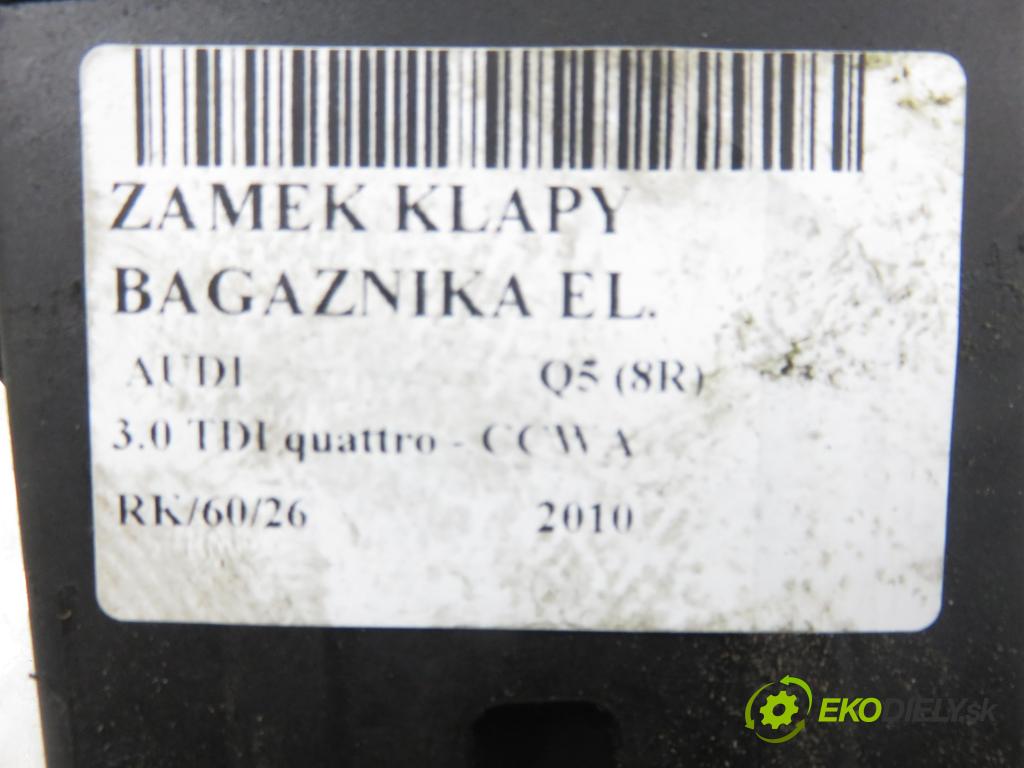 ZAMEK KLAPY
BAGAZNIKA EL.
AUDI Q5 (8R)
3.0 TDI quattro - CCWA
RK/60/26 2010
EKODIELY.sk